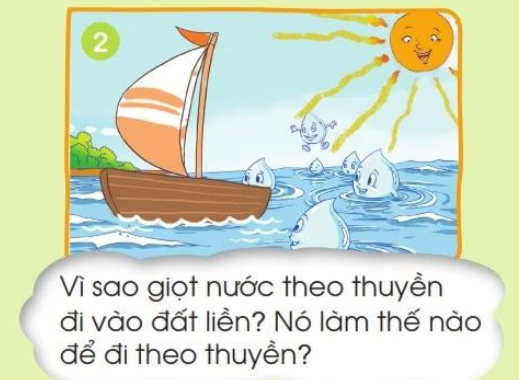 2
Vì sao giọt nước theo thuyền
đi vào đất liền? Nó làm thế nào
để đi theo thuyền?